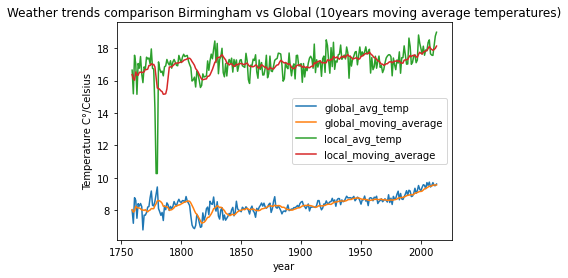 Weather trends comparison Birmingham vs Global (10years moving average temperatures)
Temperature C°/Celsius
18
16
14
12
10
8
global_avg_temp
global_moving_average
local_avg_temp
local_moving_average
1750
1800
1850
1900
1950
2000
year